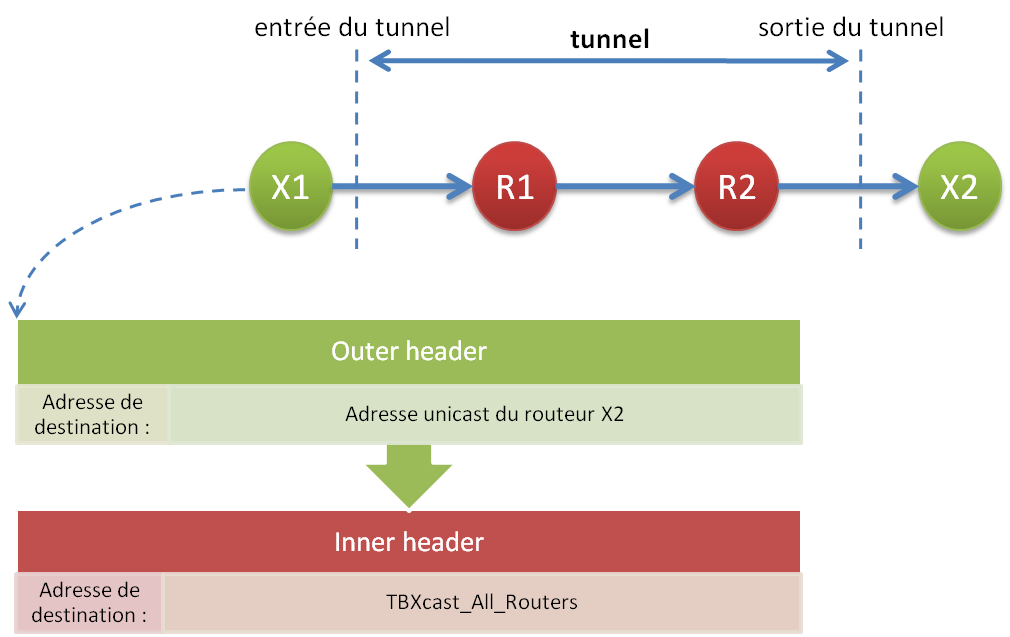 entrée du tunnel
tunnel
sortie du tunnel
X1
R1
R2
X2
Outer header
Adresse de
destination :
Adresse unicast du routeur X2
Inner header
Adresse de
destination :
TBXcast_All_Routers